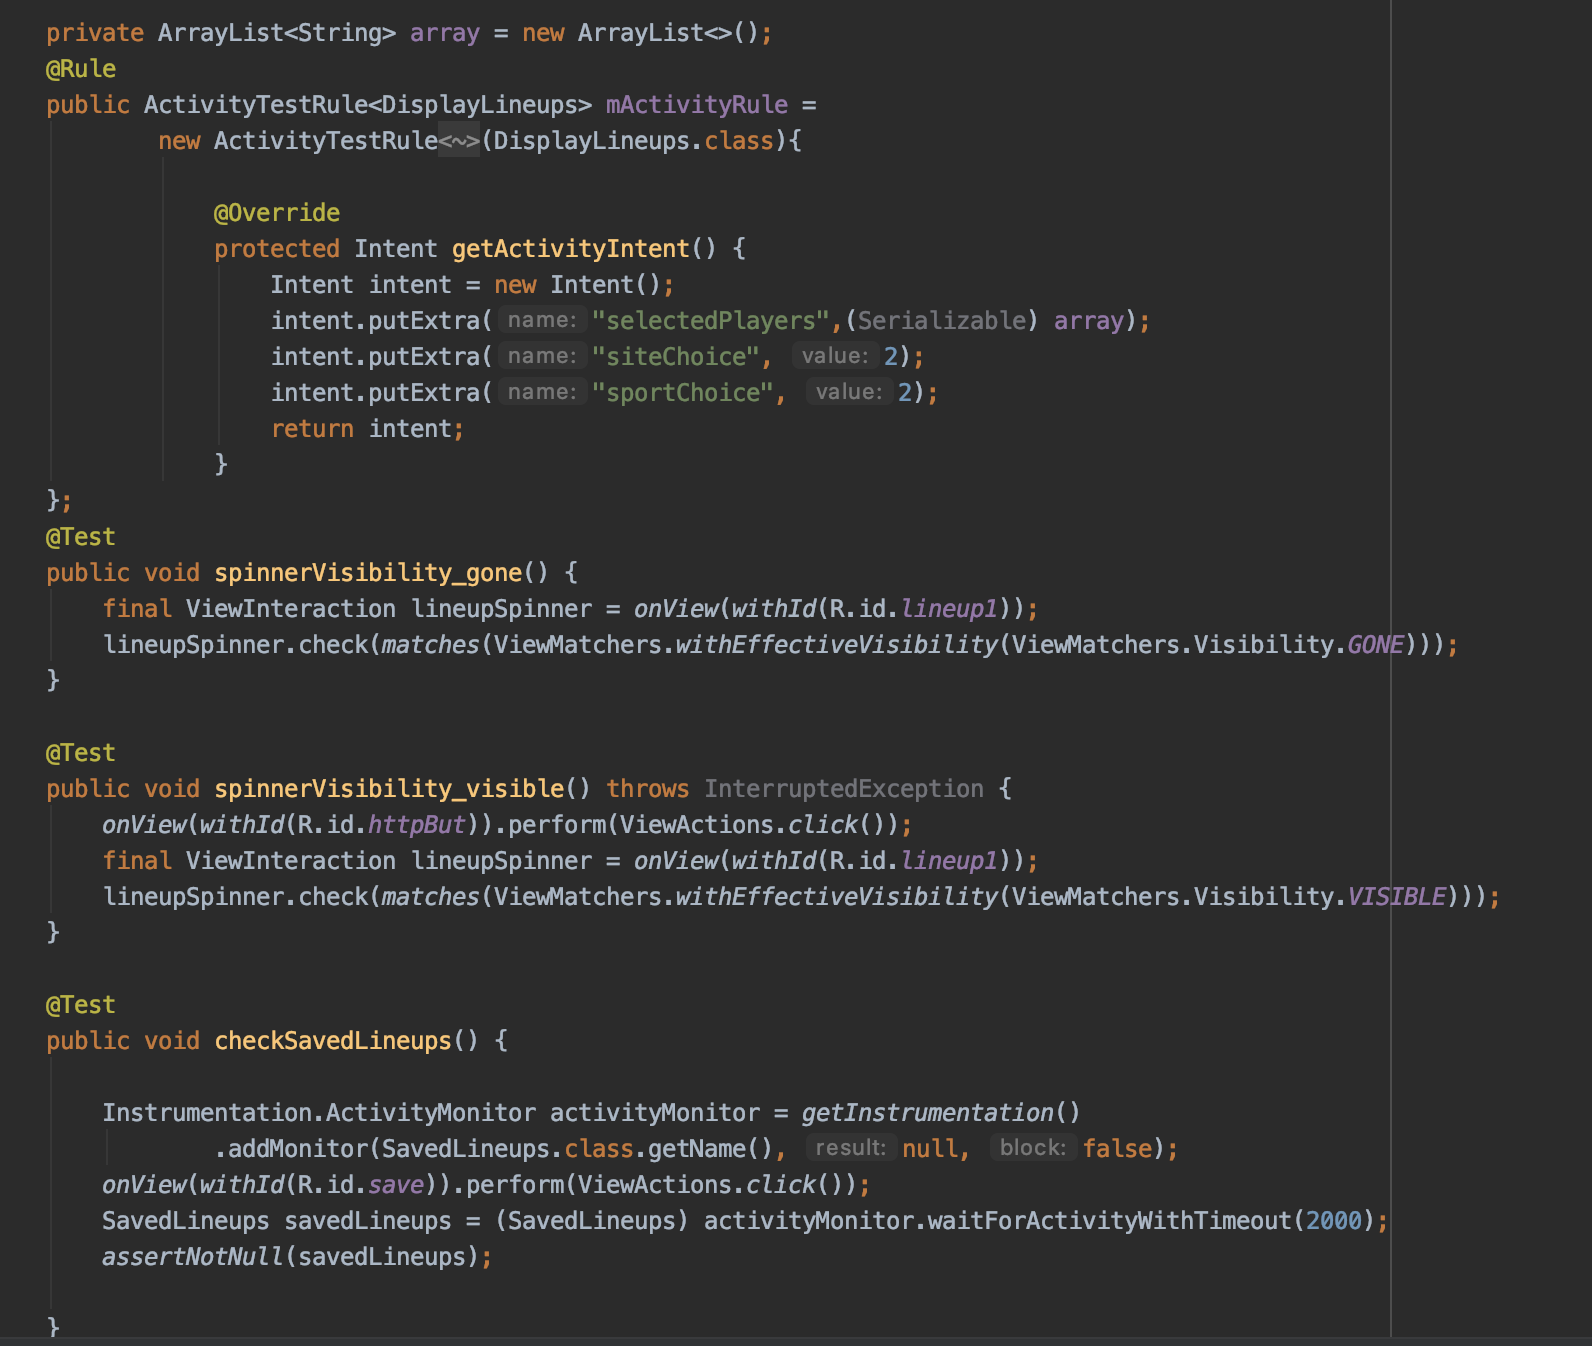 private ArrayList<String> array = new ArrayList<>();
@Rule
public ActivityTestRule<DisplayLineups> mActivityRule =
new ActivityTestRule<~>(DisplayLineups.class){
@Override
protected Intent getActivityIntent() {
Intent intent = new Intent();
intent.putExtra( name: "selectedPlayers",(Serializable) array);
intent.putExtra( name: "siteChoice", value: 2);
intent.putExtra( name: "sportChoice", value: 2);
return intent;
}
};
@Test
public void spinnerVisibility_gone() {
final ViewInteraction lineupSpinner = onView(withId(R.id.lineup1));
lineupSpinner.check(matches(ViewMatchers.withEffectiveVisibility(ViewMatchers.Visibility.GONE)));
}
@Test
public void spinnerVisibility_visible() throws InterruptedException {
onView(withId(R.id.httpBut)).perform(ViewActions.click());
final ViewInteraction lineupSpinner = onView(withId(R.id.lineup1));
lineupSpinner.check(matches(ViewMatchers.withEffectiveVisibility(ViewMatchers.Visibility.VISIBLE)));
}
@Test
public void checkSavedLineups() {
Instrumentation.ActivityMonitor activityMonitor = getInstrumentation()
.addMonitor(SavedLineups.class.getName(), result: null, block: false);
onView(withId(R.id.save)).perform(ViewActions.click());
SavedLineups savedLineups = (SavedLineups) activityMonitor.waitForActivityWithTimeout(2000);
assertNotNull(savedLineups);
}